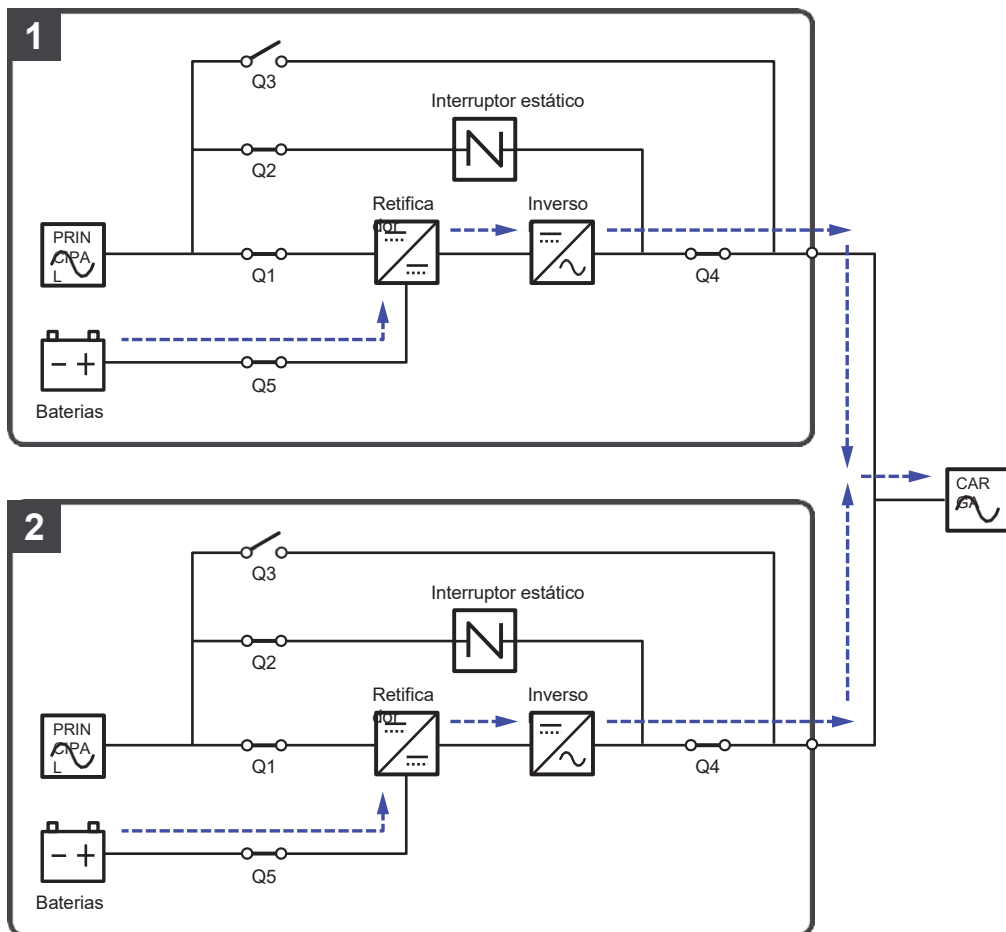 1
Q3
Interruptor estático
Q2
Retifica
dor
Inverso
PRIN
CIPA
L
Q1
Q4
Q5
Baterias
CAR
GA
2
Q3
Interruptor estático
Q2
Retifica
dor
Inverso
PRIN
CIPA
L
Q1
Q4
Q5
Baterias